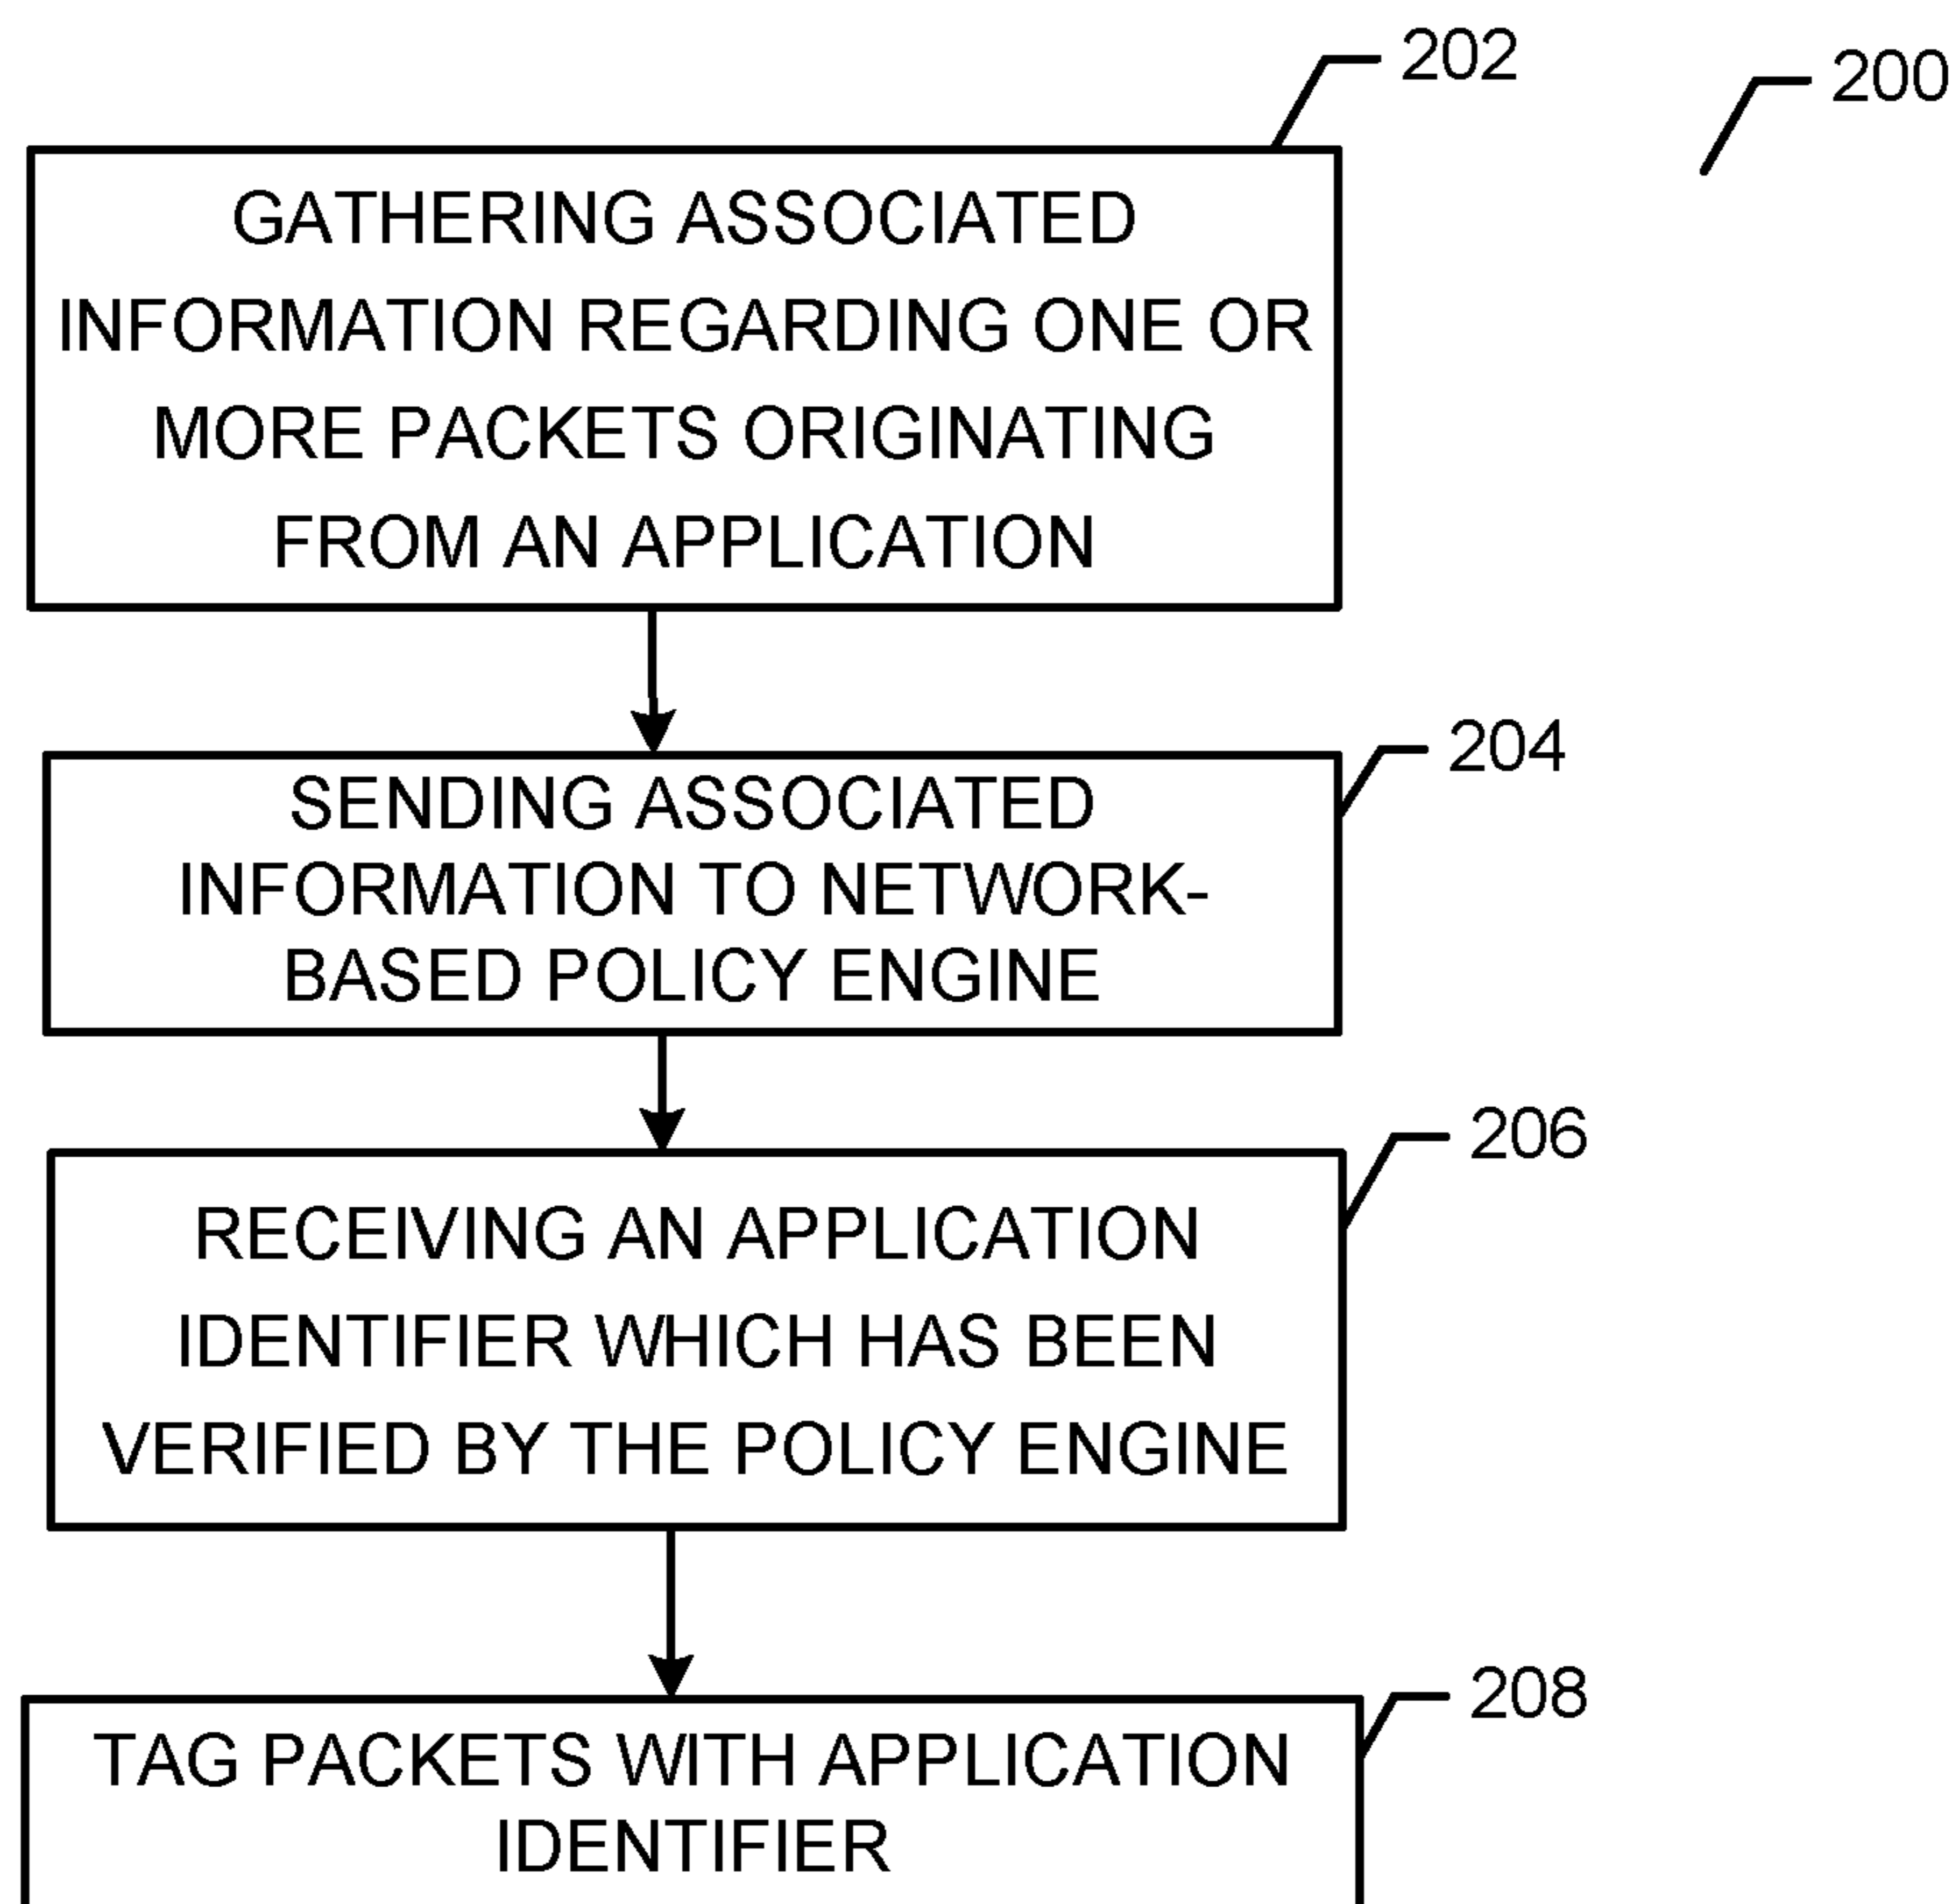 202
200
GATHERING ASSOCIATED
INFORMATION REGARDING ONE OR
MORE PACKETS ORIGINATING
FROM AN APPLICATION
204
SENDING ASSOCIATED
INFORMATION TO NETWORK-
BASED POLICY ENGINE
206
RECEIVING AN APPLICATION
IDENTIFIER WHICH HAS BEEN
VERIFIED BY THE POLICY ENGINE
208
TAG PACKETS WITH APPLICATION
IDENTIFIER